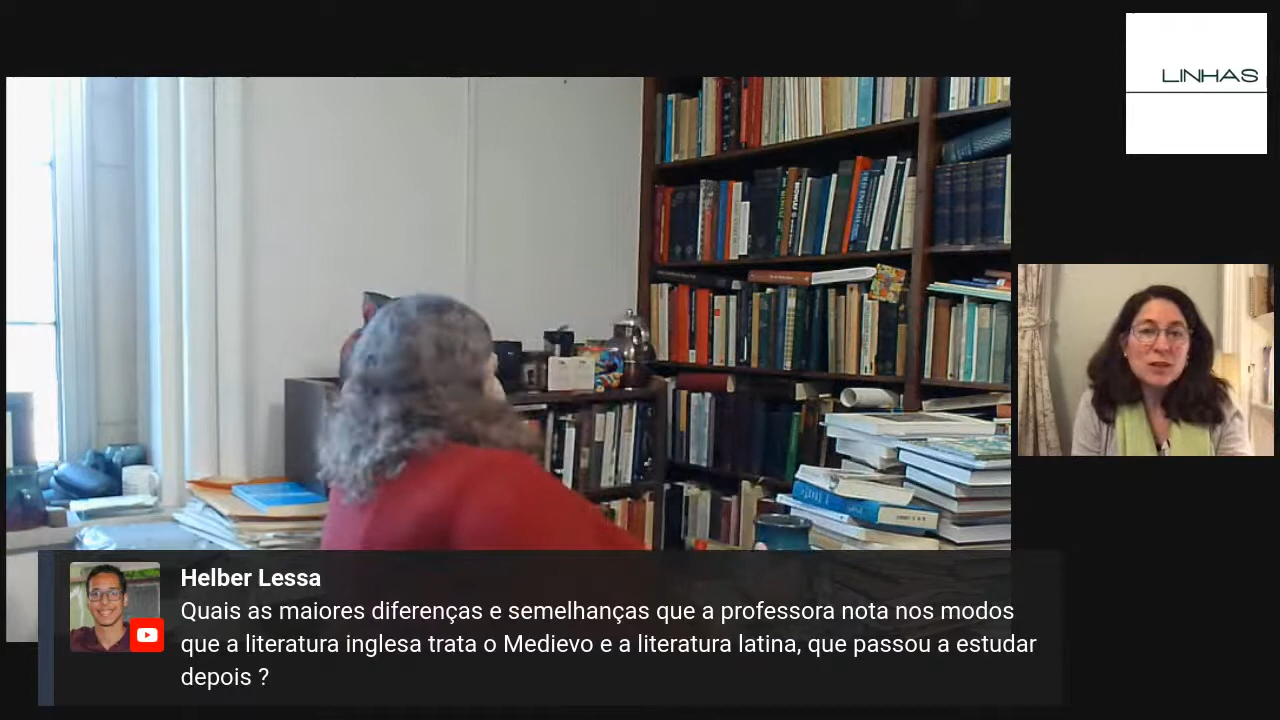 LINHAS
Helber Lessa
Quais as maiores diferenças e semelhanças que a professora nota nos modos
que a literatura inglesa trata o Medievo e a literatura latina, que passou a estudar
depois ?